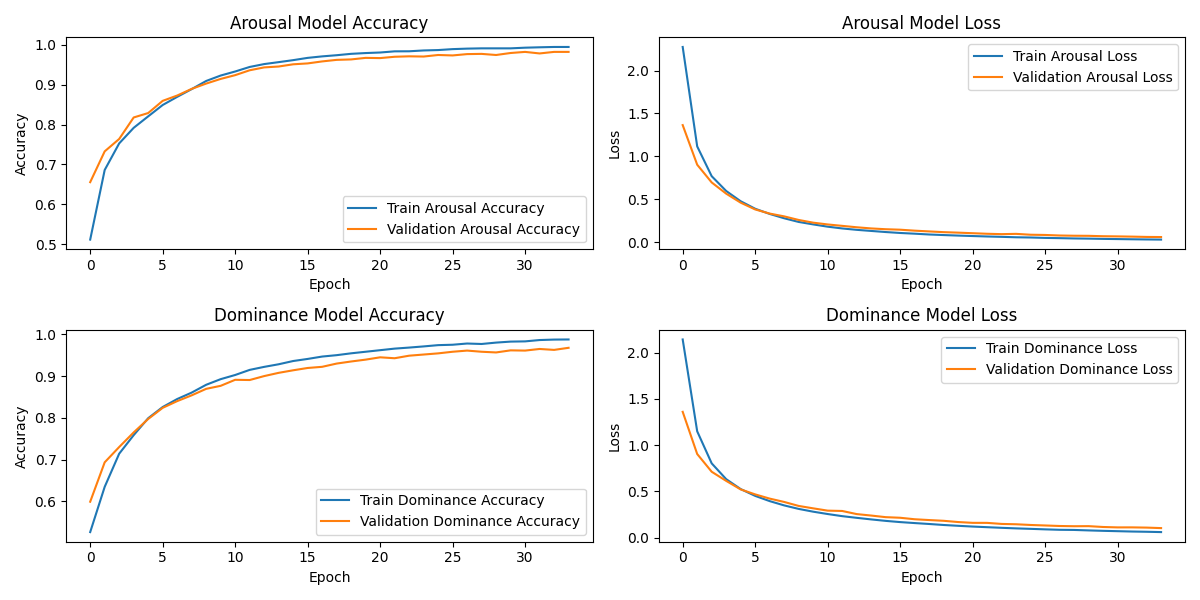 Arousal Model Accuracy
Accuracy
1.0
0.9
0.8
0.7
0.6
0.5
Train Arousal Accuracy
Validation Arousal Accuracy
0 5 10 15 20 25 30
Epoch
Arousal Model Loss
Loss
2.0
1.5
1.0
0.5
0.0
Train Arousal Loss
Validation Arousal Loss
0 5 10 15 20 25 30
Epoch
Dominance Model Accuracy
Accuracy
1.0
0.9
0.8
0.7
0.6
Train Dominance Accuracy
Validation Dominance Accuracy
0 5 10 15 20 25 30
Epoch
Dominance Model Loss
Loss
2.0
1.5
1.0
0.5
0.0
Train Dominance Loss
Validation Dominance Loss
0 5 10 15 20 25 30
Epoch